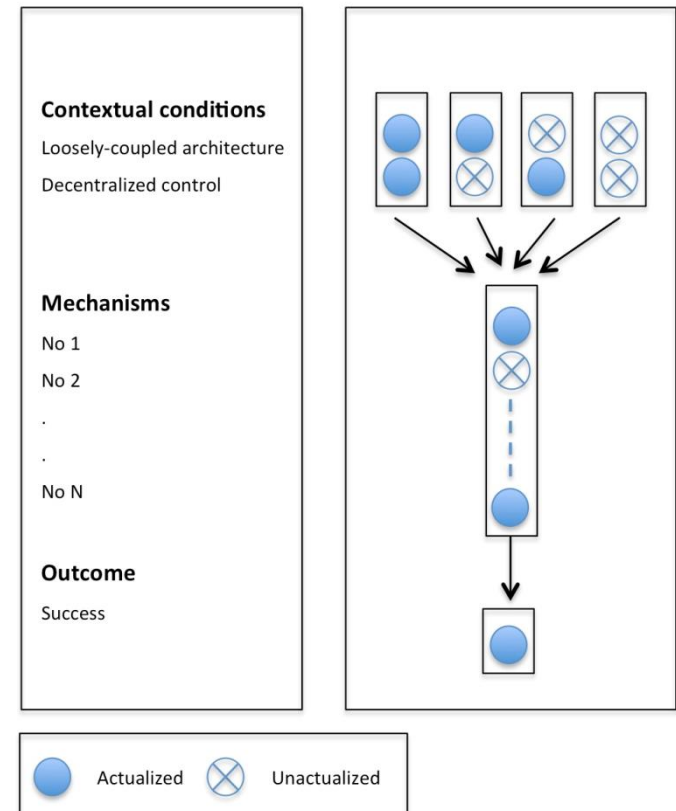 Contextual conditions
Loosely-coupled architecture
Decentralized control
Mechanisms
No 1
No 2
.
.
No N
Outcome
Success
Actualized
Unactualized